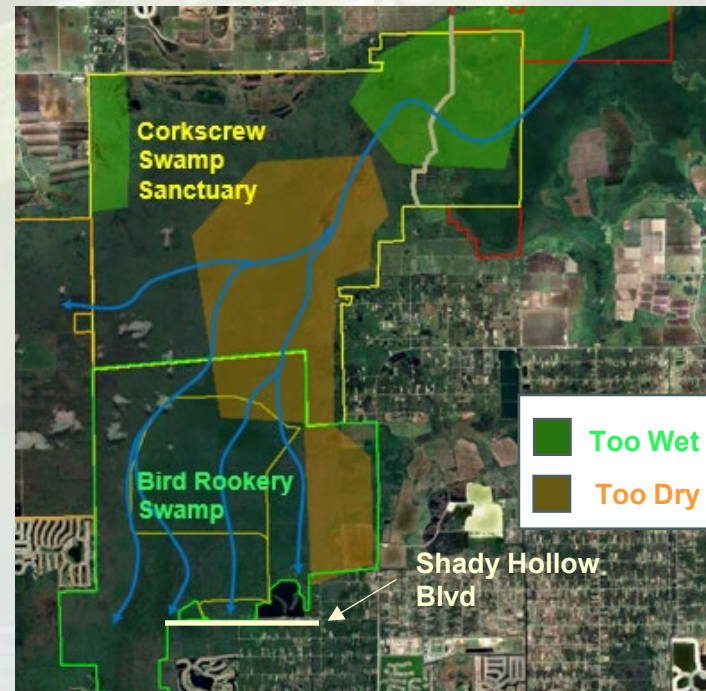 Corkscrew
Swamp
Sanctuary
Too Wet
Too Dry
Bird Rookery
Swamp
Shady Hollow
Blvd